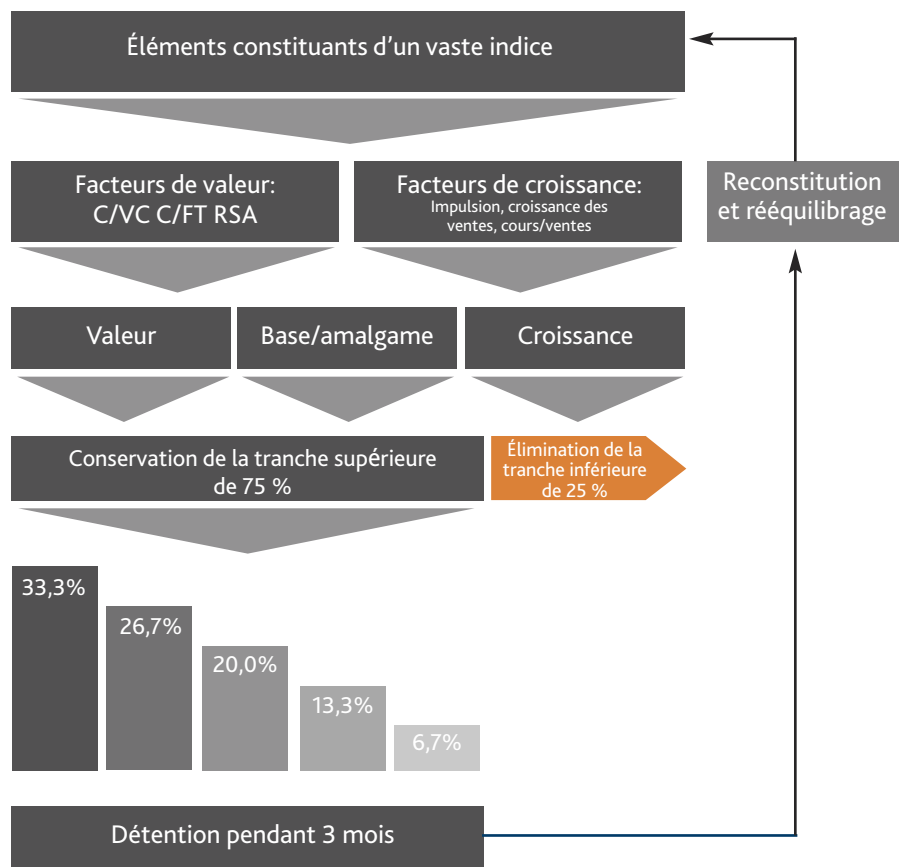 Éléments constituants d'un vaste indice
Facteurs de valeur:
C/VC C/FT RSA
Facteurs de croissance:
Impulsion, croissance des
ventes, cours/ventes
Reconstitution
et rééquilibrage
Valeur
Base/amalgame
Croissance
Conservation de la tranche supérieure
de 75 %
Élimination de la
tranche inférieure
de 25 %
33,3%
26,7%
20,0%
13,3%
6,7%
Détention pendant 3 mois